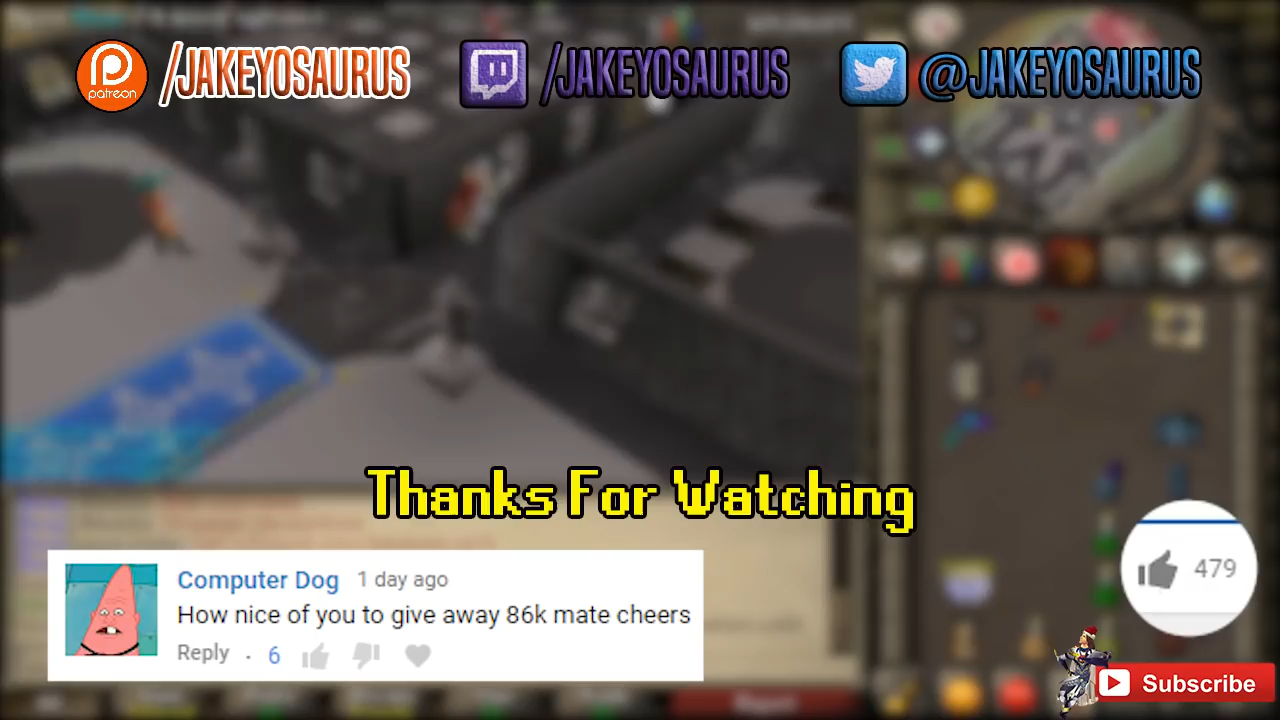 patreon /JAKEYOSAURUS /JAKEYOSAURUS @JAKEYOSAURUS
Thanks For Watching
Computer Dog 1 day ago
How nice of you to give away 86k mate cheers
Reply · 6
479
Subscribe